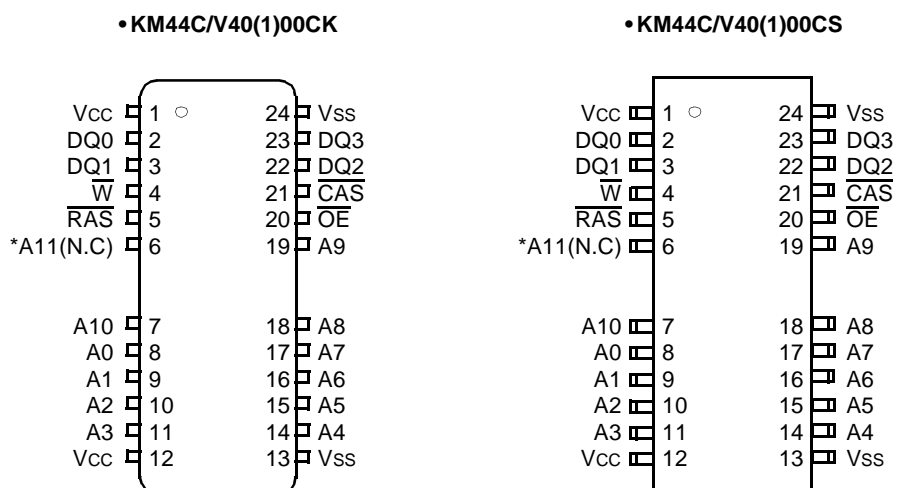 •KM44C/V40(1)00CK
VCC 1 24 VSS
DQ0 2 23 DQ3
DQ1 3 22 DQ2
W 4 21 CAS
RAS 5 20 OE
*A11(N.C) 6 19 A9
A10 7 18 A8
A0 8 17 A7
A1 9 16 A6
A2 10 15 A5
A3 11 14 A4
VCC 12 13 VSS
•KM44C/V40(1)00CS
VCC 1 24 VSS
DQ0 2 23 DQ3
DQ1 3 22 DQ2
W 4 21 CAS
RAS 5 20 OE
*A11(N.C) 6 19 A9
A10 7 18 A8
A0 8 17 A7
A1 9 16 A6
A2 10 15 A5
A3 11 14 A4
VCC 12 13 VSS